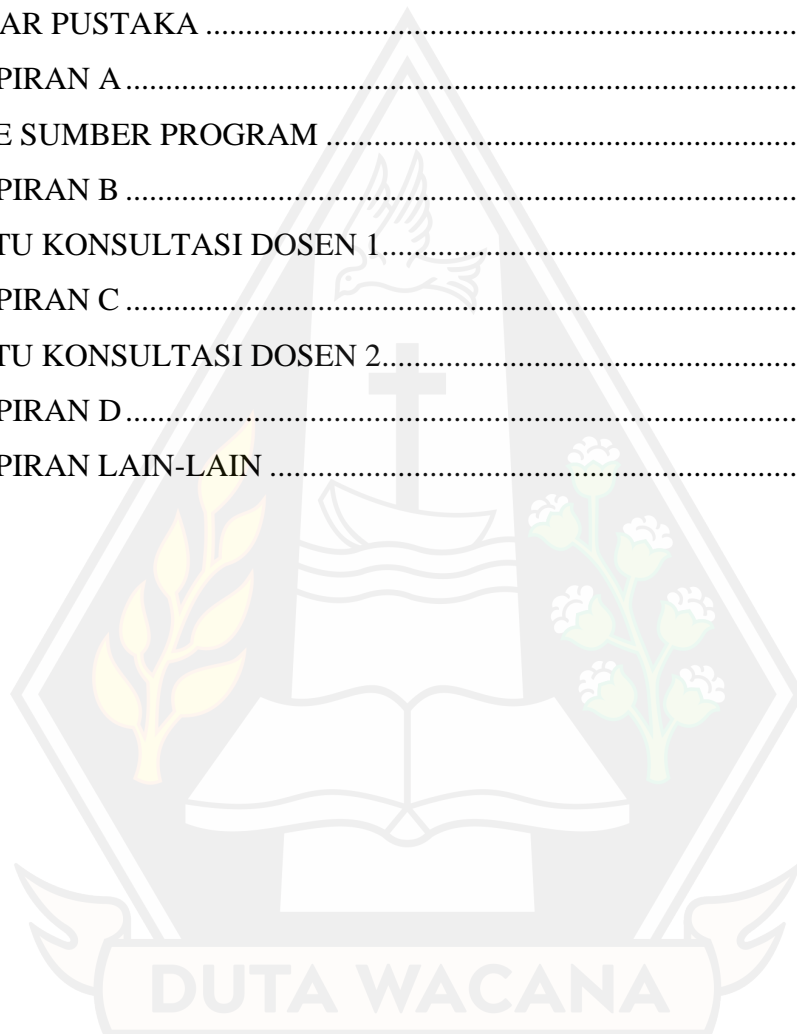 AR PUSTAKA ........................................................................................
PIRAN A ........................................................................................
E SUMBER PROGRAM ........................................................................................
PIRAN B ........................................................................................
TU KONSULTASI DOSEN 1 ........................................................................................
PIRAN C ........................................................................................
TU KONSULTASI DOSEN 2 ........................................................................................
PIRAN D ........................................................................................
PIRAN LAIN-LAIN ........................................................................................
DUTA WACANA